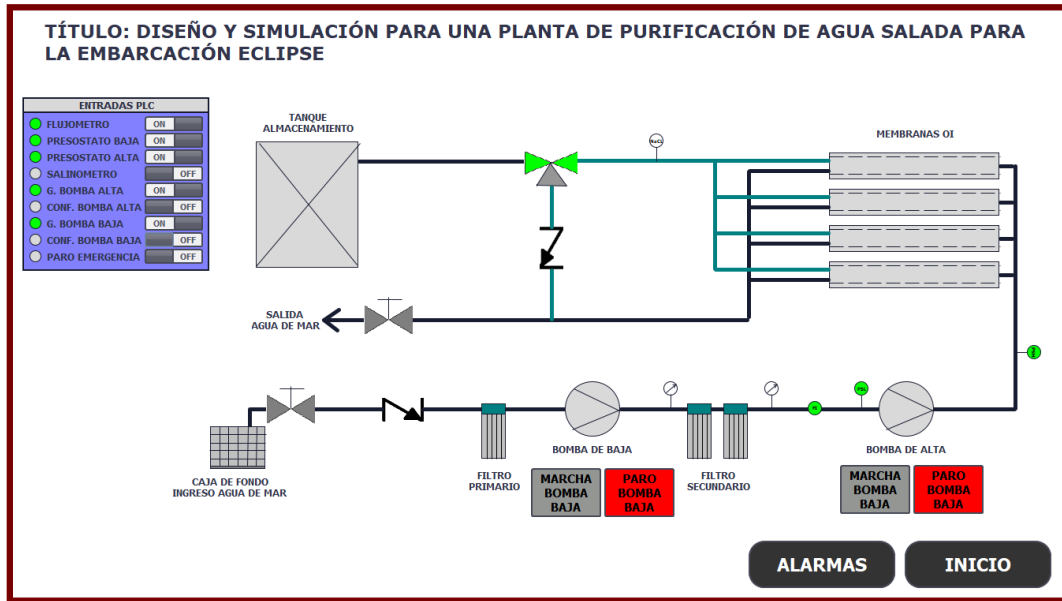 TÍTULO: DISEÑO Y SIMULACIÓN PARA UNA PLANTA DE PURIFICACIÓN DE AGUA SALADA PARA
LA EMBARCACIÓN ECLIPSE
ENTRADAS PLC
FLUJOMETRO ON
PRESOSTATO BAJA ON
PRESOSTATO ALTA ON
SALINOMETRO OFF
G. BOMBA ALTA ON
CONF. BOMBA ALTA OFF
G. BOMBA BAJA ON
CONF. BOMBA BAJA OFF
PARO EMERGENCIA OFF
TANQUE
ALMACENAMIENTO
NaCL
MEMBRANAS OI
SALIDA
AGUA DE MAR
CAJA DE FONDO
INGRESO AGUA DE MAR
FILTRO
PRIMARIO
BOMBA DE BAJA
MARCHA
BOMBA
BAJA
PARO
BOMBA
BAJA
FILTRO
SECUNDARIO
PSL
BOMBA DE ALTA
MARCHA
BOMBA
BAJA
PARO
BOMBA
BAJA
ALARMAS
INICIO